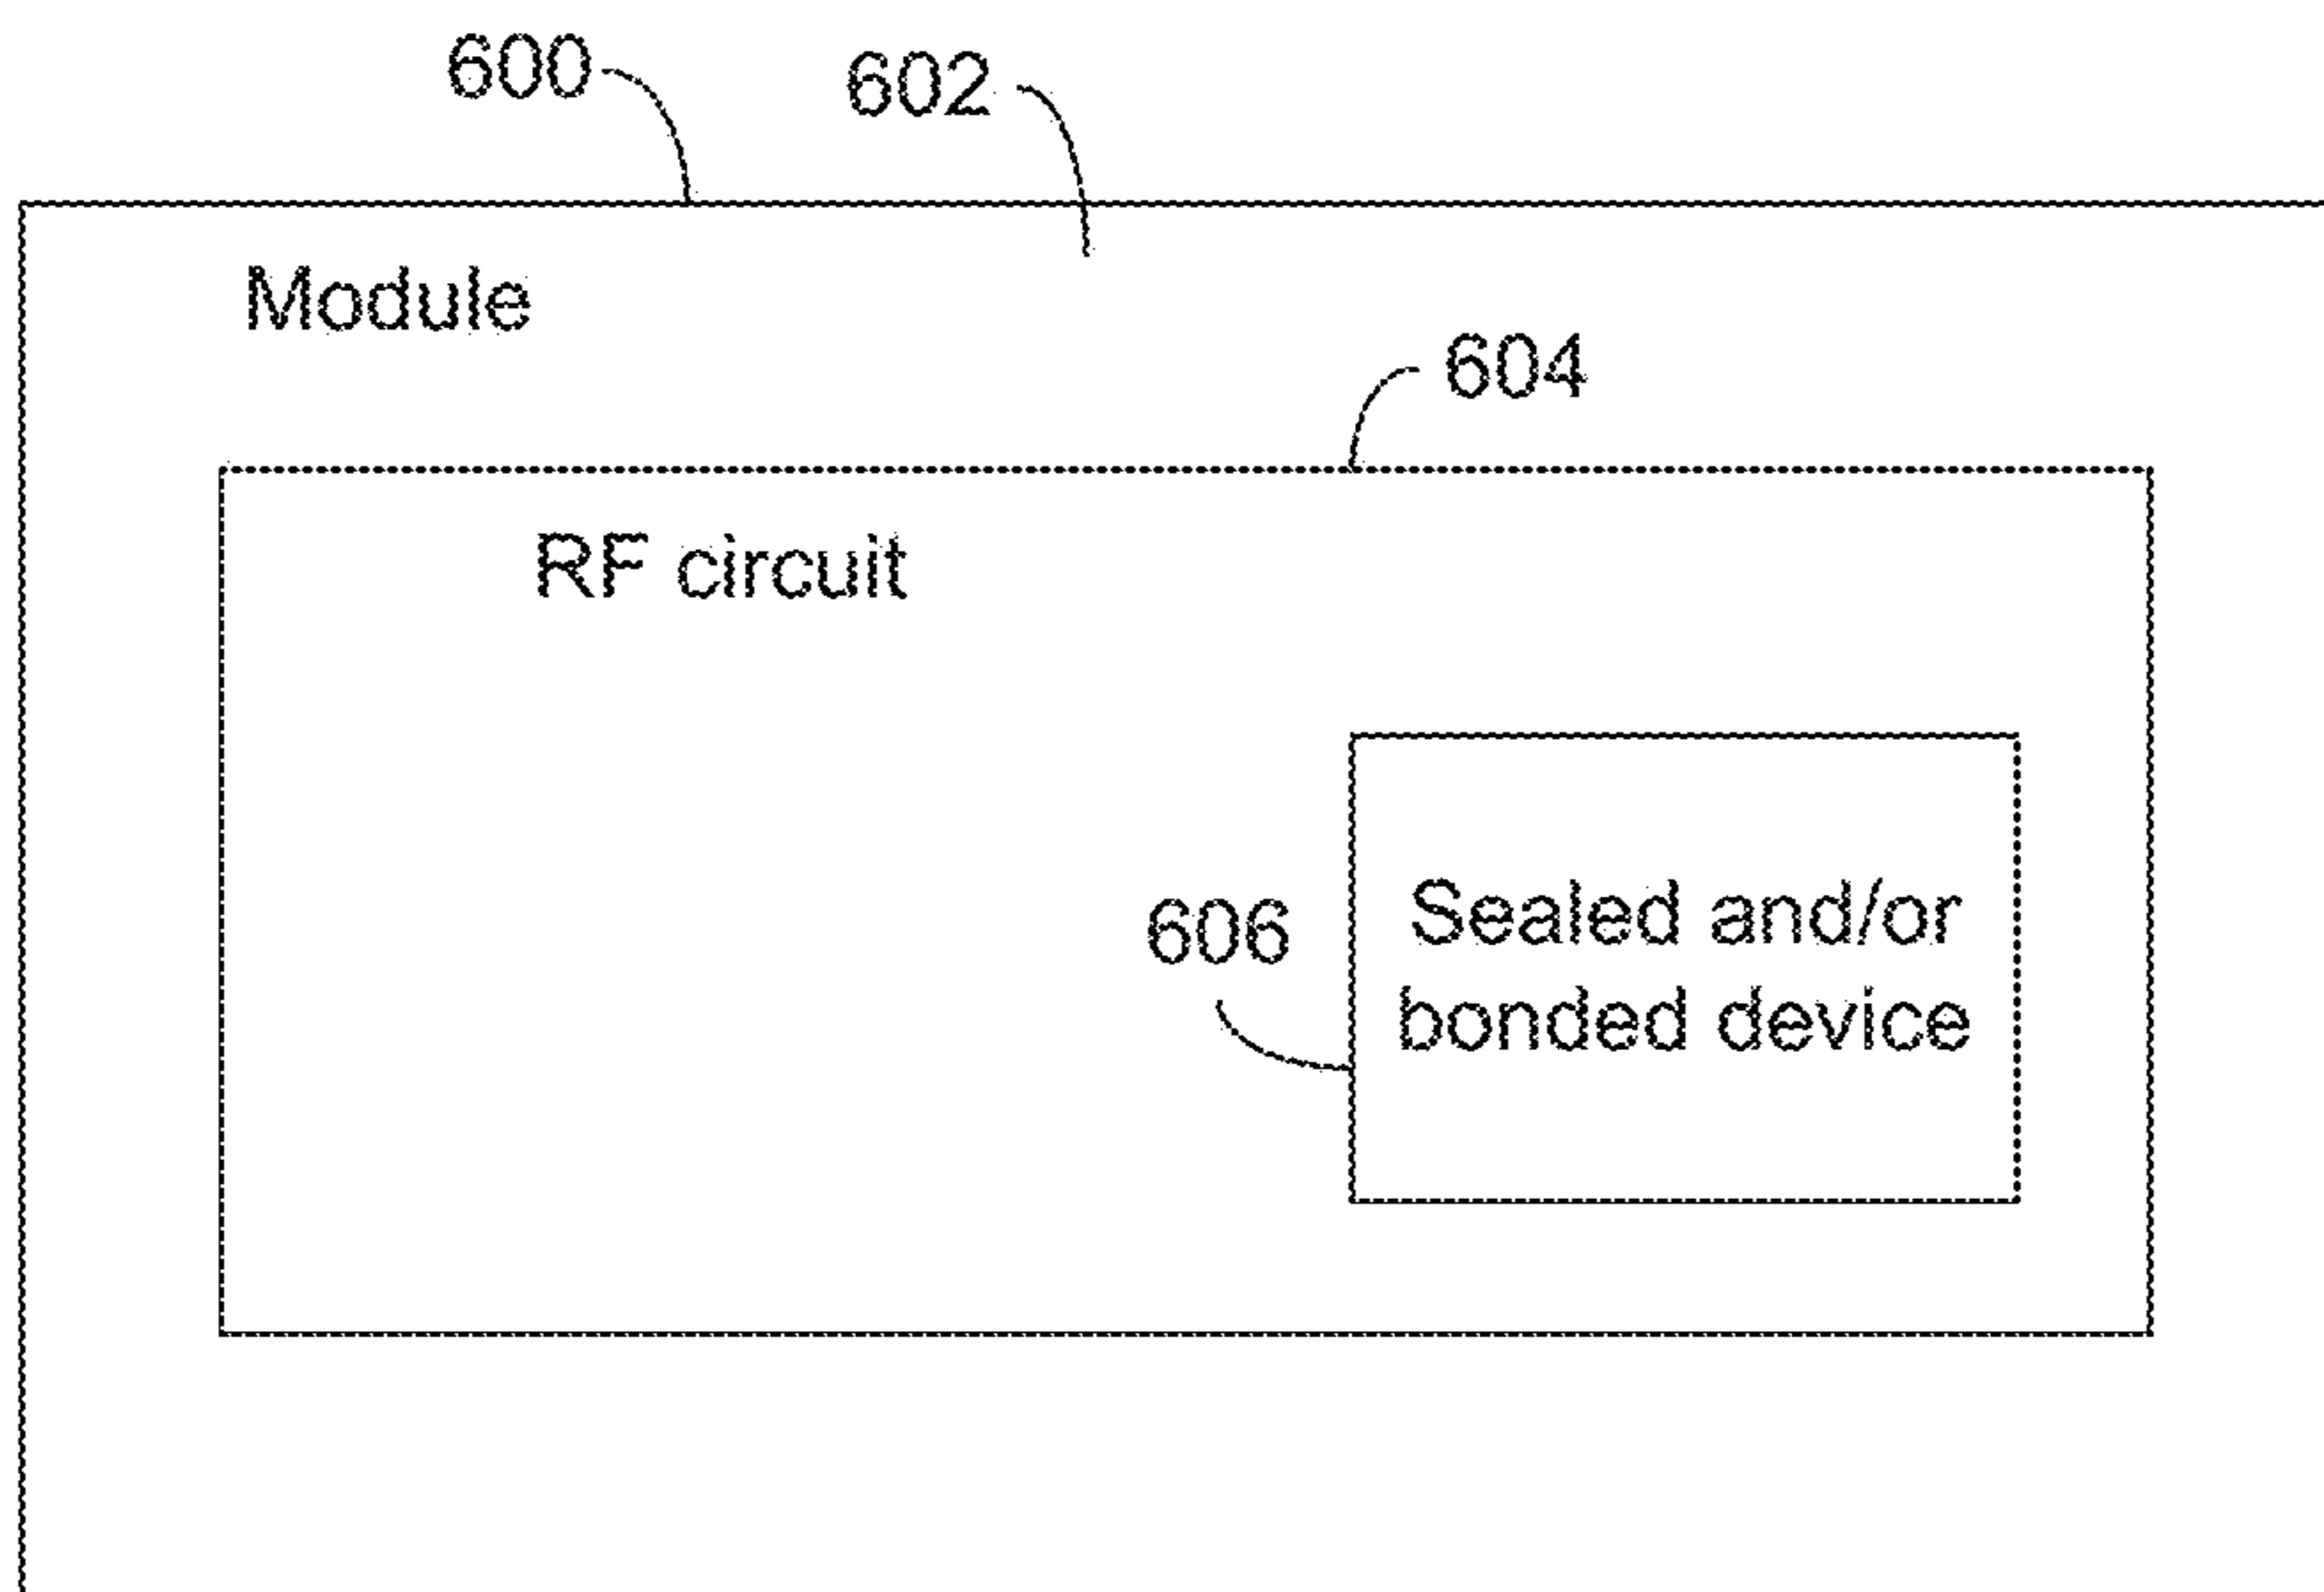 600
602
Module
604
RF circuit
606
Sealed and/or
bonded device